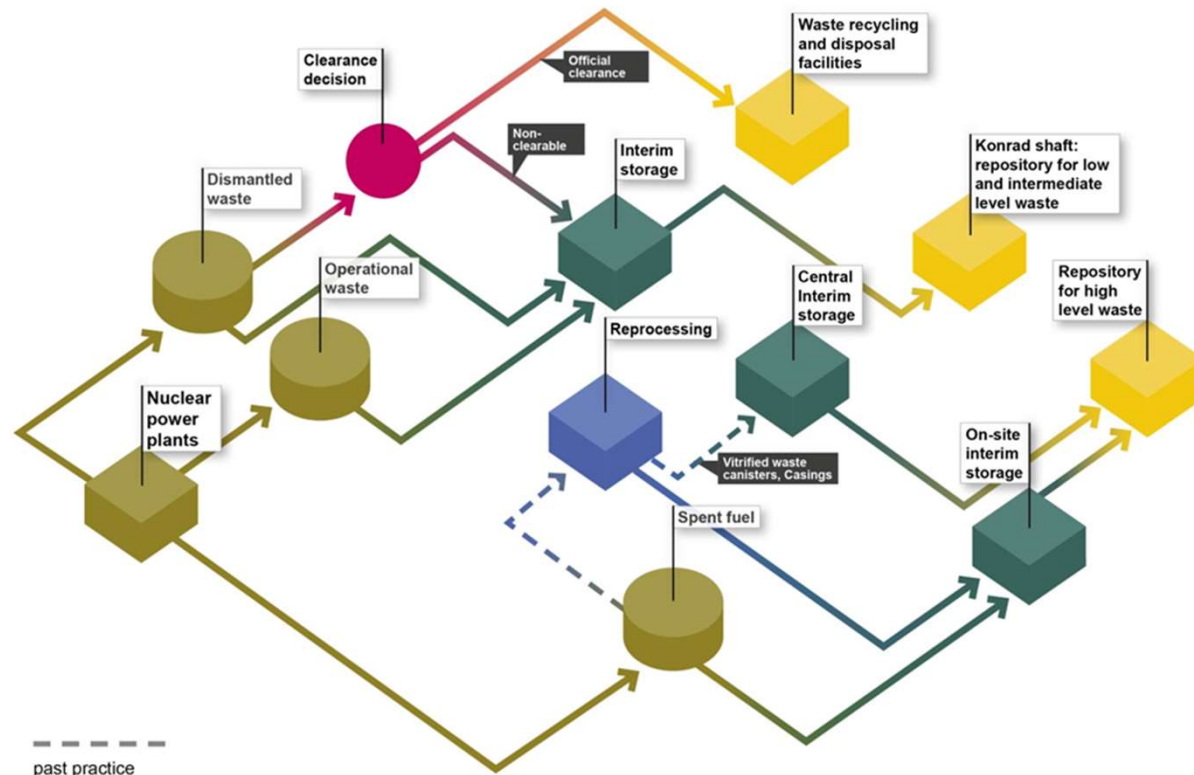 Waste recycling
and disposal
facilities
Clearance
decision
Official
clearance
Non-
clearable
Interim
storage
Konrad shaft:
repository for low
and intermediate
level waste
Dismantled
waste
Operational
waste
Central
Interim
storage
Repository
for high
level waste
Reprocessing
Nuclear
power
plants
On-site
interim
storage
Vitrified waste
canisters, Casings
Spent fuel
past practice